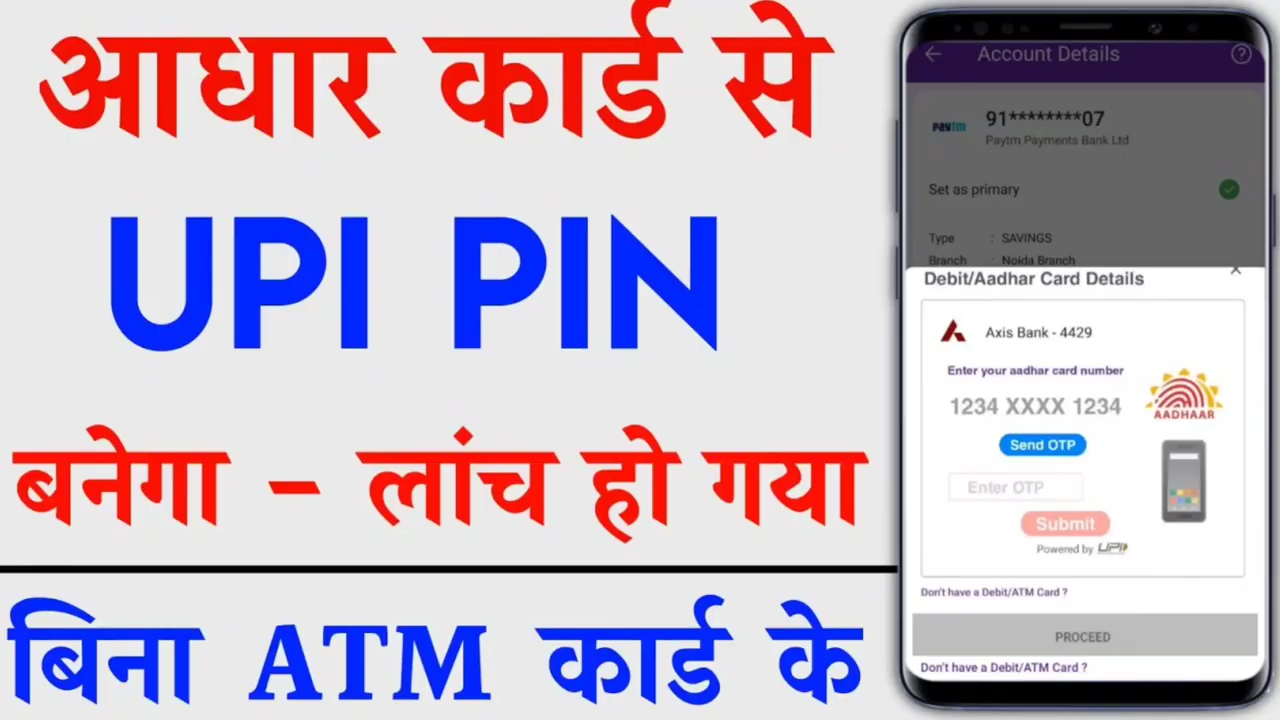 आधार कार्ड से
UPI PIN
बनेगा - लांच हो गया
बिना ATM कार्ड के
Account Details
?
paytm
91********07
Paytm Payments Bank Ltd
Set as primary
Type : SAVINGS
Branch : Noida Branch
Debit/Aadhar Card Details
Axis Bank - 4429
Enter your aadhar card number
1234 XXXX 1234
AADHAAR
Send OTP
Enter OTP
Submit
Powered by UPI
Don't have a Debit/ATM Card ?
PROCEED
Don't have a Debit/ATM Card ?